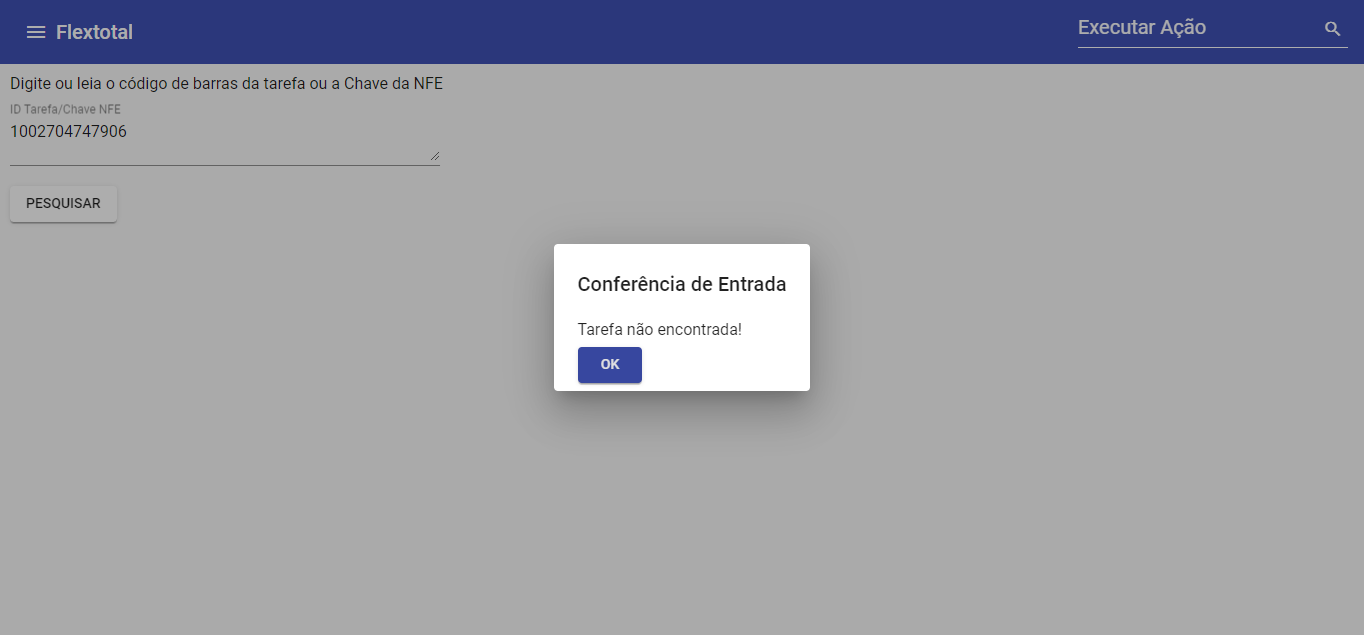 Flextotal
Executar Ação
Digite ou leia o código de barras da tarefa ou a Chave da NFE
ID Tarefa/Chave NFE
1002704747906
PESQUISAR
Conferência de Entrada
Tarefa não encontrada!
OK